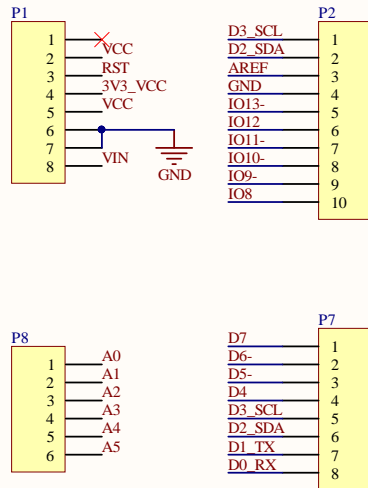 P1
1
2 VCC
3 RST
4 3V3_VCC
5 VCC
6
7
8 VIN
GND
P2
D3_SCL 1
D2_SDA 2
AREF 3
GND 4
IO13- 5
IO12 6
IO11- 7
IO10- 8
IO9- 9
IO8 10
P8
1 A0
2 A1
3 A2
4 A3
5 A4
6 A5
P7
D7 1
D6- 2
D5- 3
D4 4
D3_SCL 5
D2_SDA 6
D1_TX 7
D0_RX 8